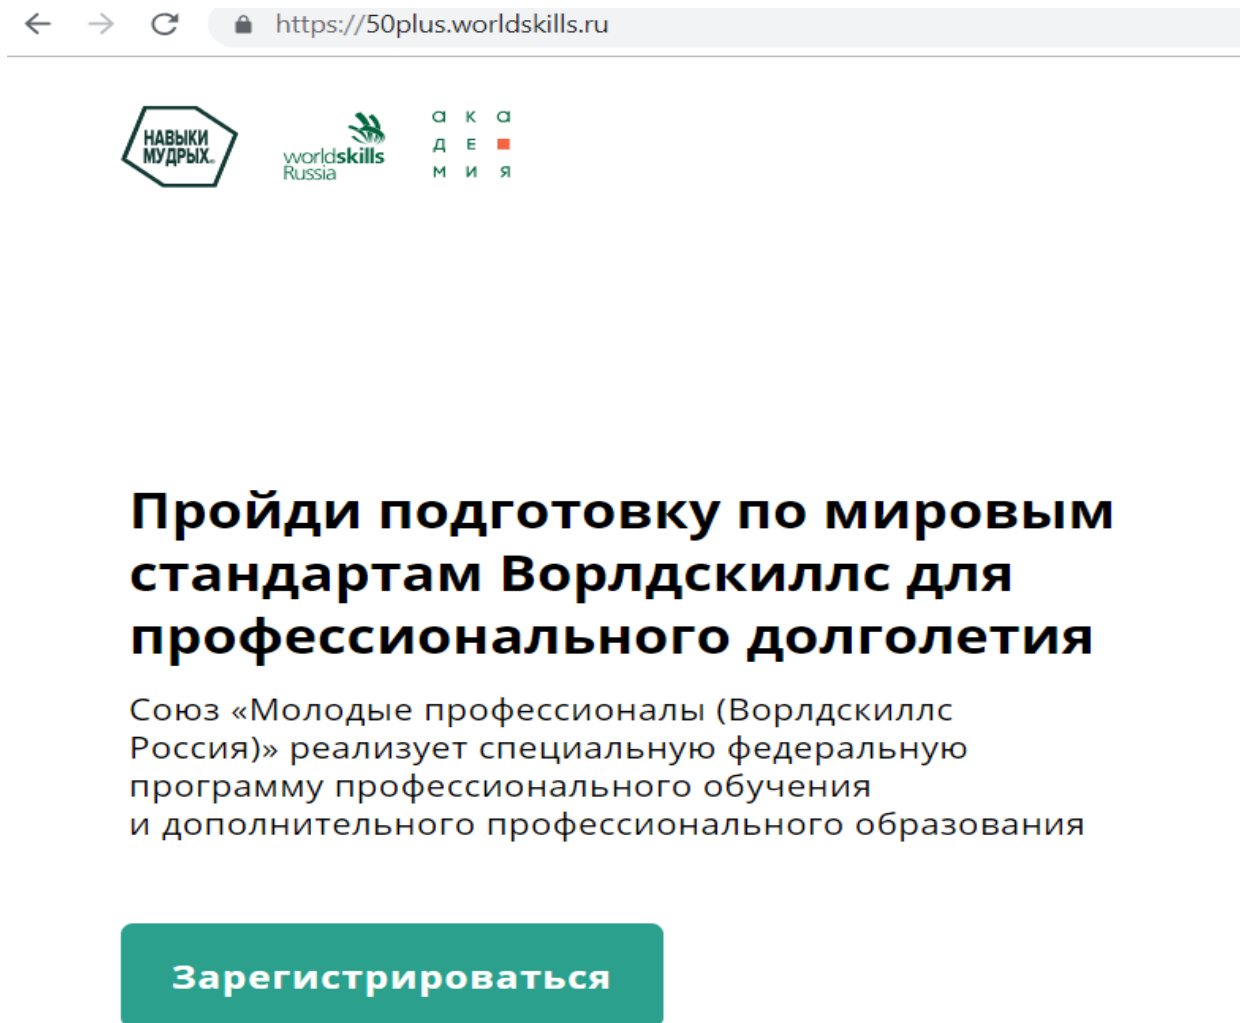 https://50plus.worldskills.ru
НАВЫКИ
МУДРЫХ
worldskills
Russia
а к а
д е
м и я
Пройди подготовку по мировым
стандартам Ворлдскиллс для
профессионального долголетия
Союз «Молодые профессионалы (Ворлдскиллс
Россия)» реализует специальную федеральную
программу профессионального обучения
и дополнительного профессионального образования
Зарегистрироваться